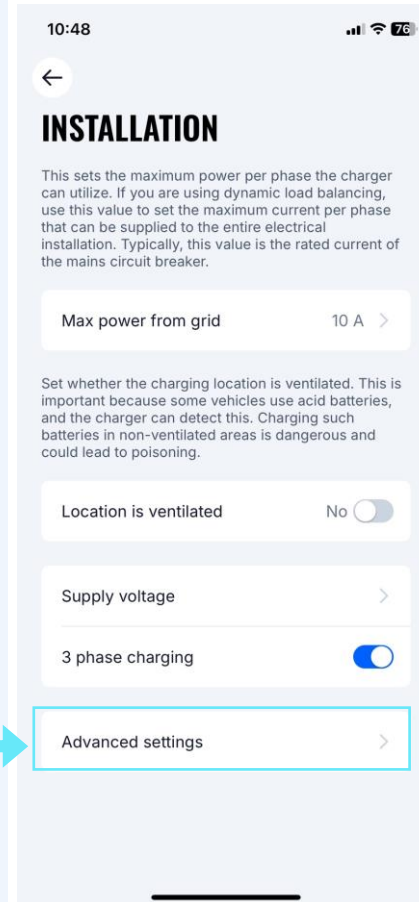 10:48
76
INSTALLATION
This sets the maximum power per phase the charger
can utilize. If you are using dynamic load balancing,
use this value to set the maximum current per phase
that can be supplied to the entire electrical
installation. Typically, this value is the rated current of
the mains circuit breaker.
Max power from grid 10 A
Set whether the charging location is ventilated. This is
important because some vehicles use acid batteries,
and the charger can detect this. Charging such
batteries in non-ventilated areas is dangerous and
could lead to poisoning.
Location is ventilated No
Supply voltage
3 phase charging
Advanced settings